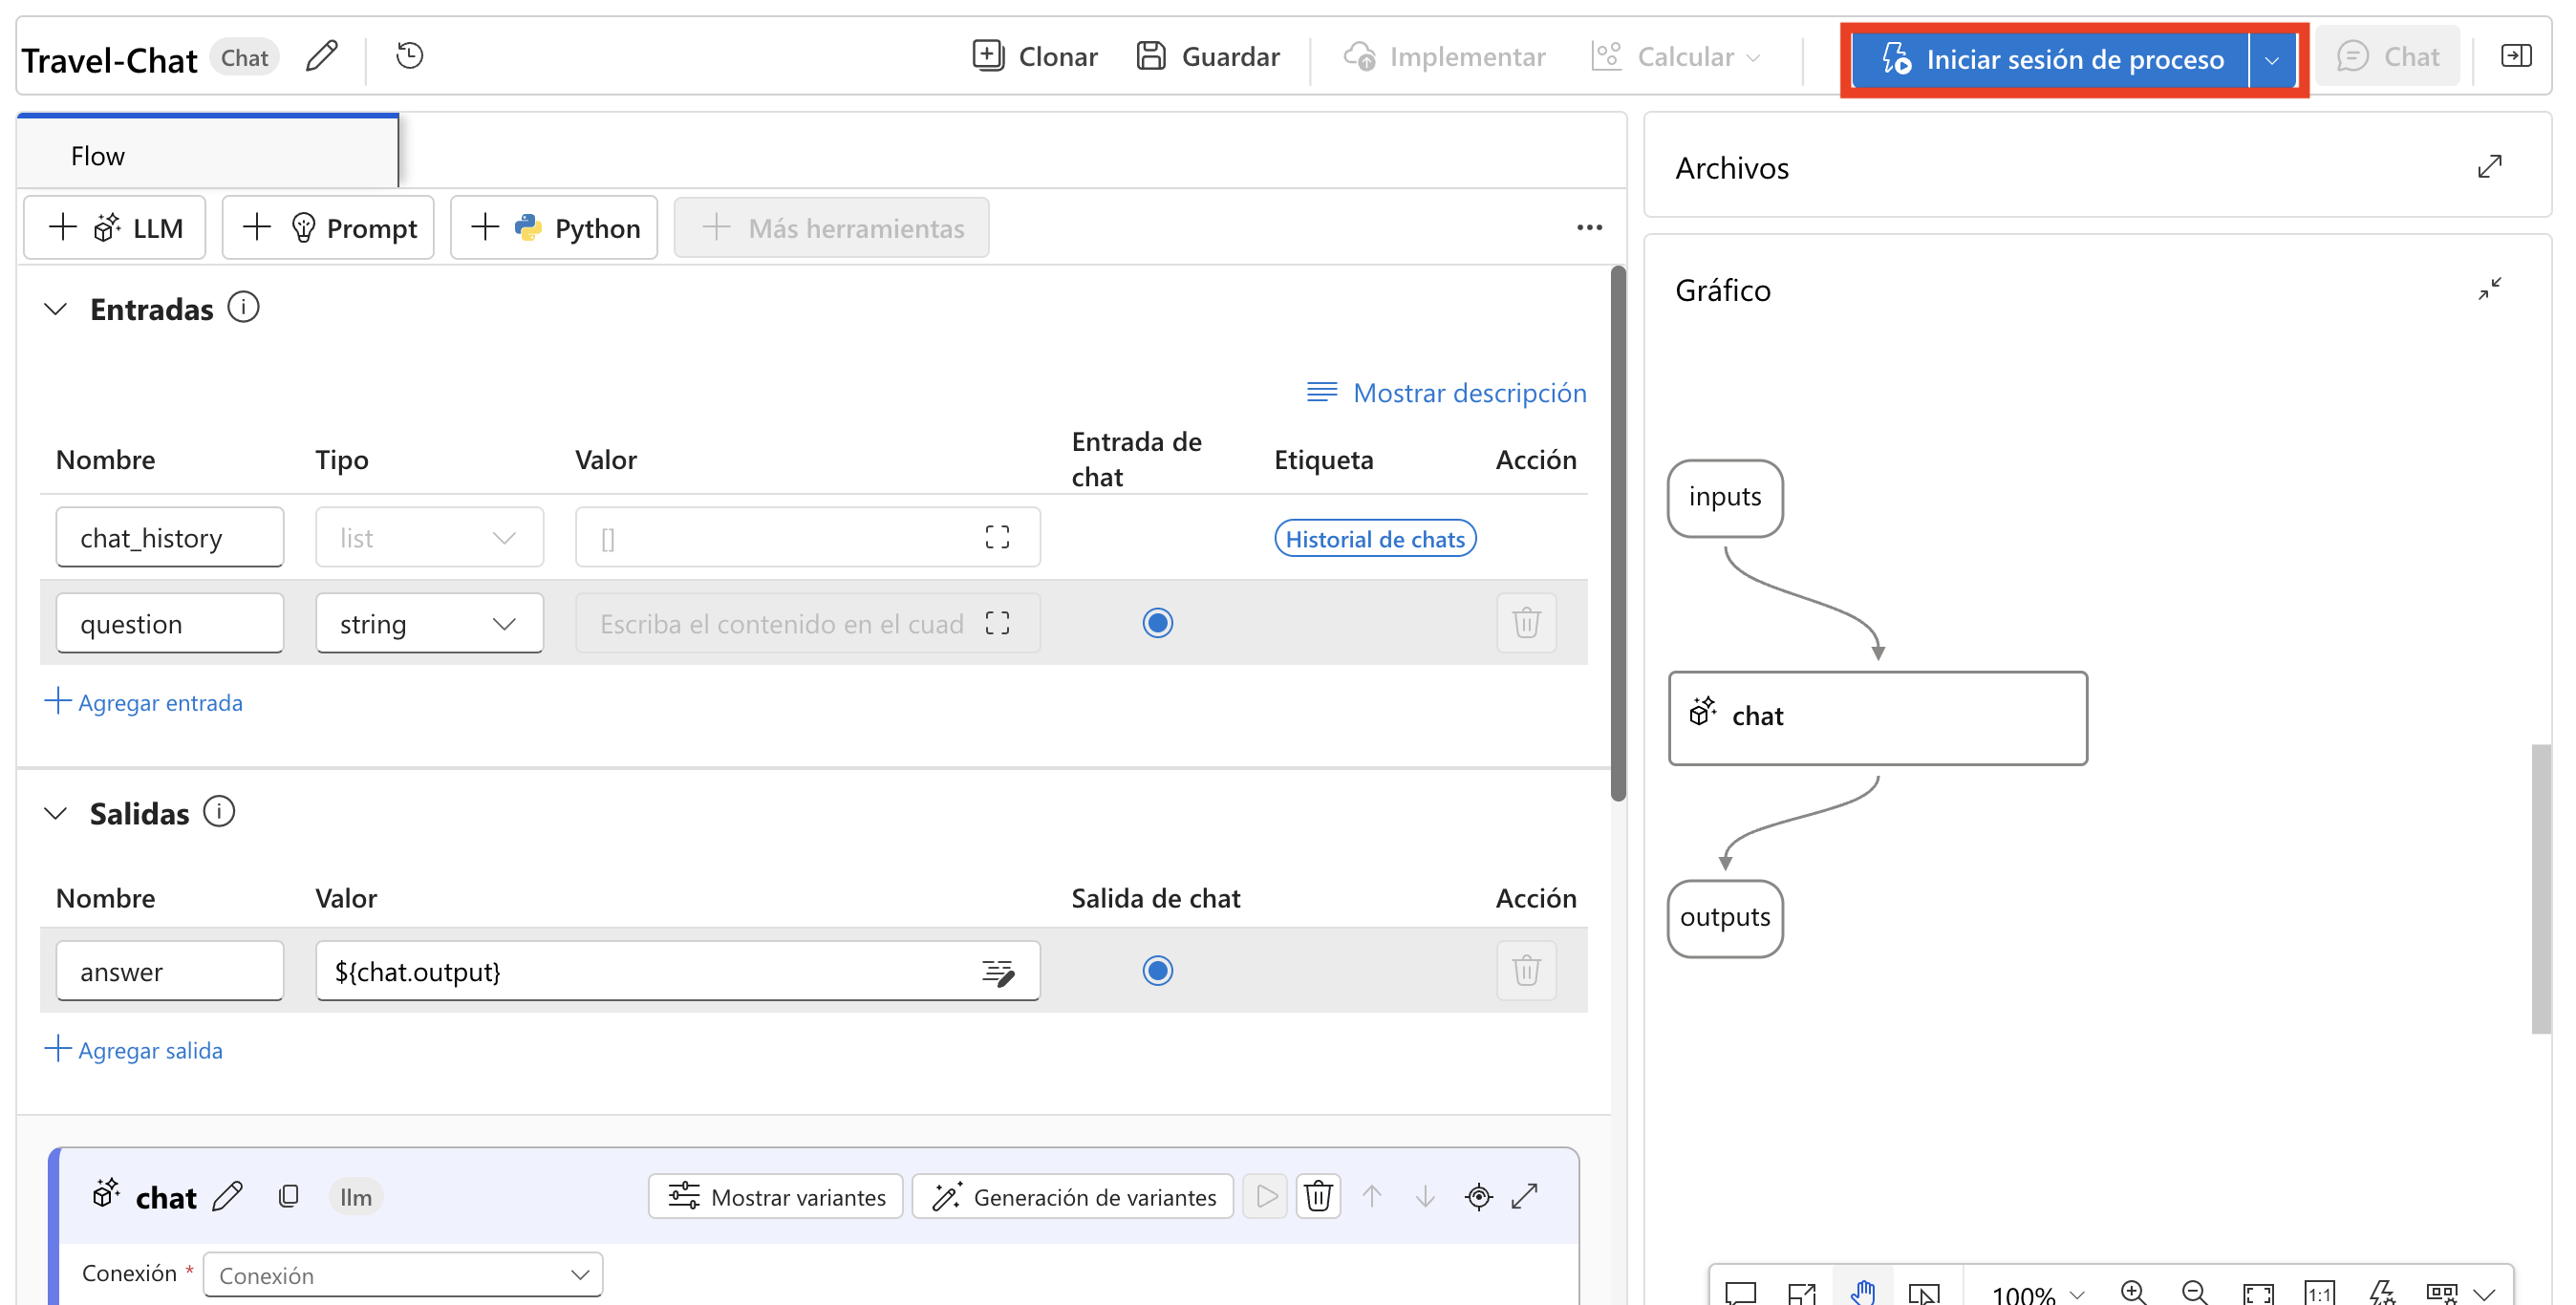 Travel-Chat Chat Clonar Guardar Implementar Calcular Iniciar sesión de proceso Chat
Flow
LLM Prompt Python Más herramientas
Entradas
Mostrar descripción
Nombre Tipo Valor Entrada de chat Etiqueta Acción
chat_history list [] Historial de chats
question string Escriba el contenido en el cuad
Agregar entrada
Salidas
Nombre Valor Salida de chat Acción
answer ${chat.output}
Agregar salida
chat llm Mostrar variantes Generación de variantes
Conexión * Conexión
Archivos
Gráfico
inputs
chat
outputs
100% 1:1